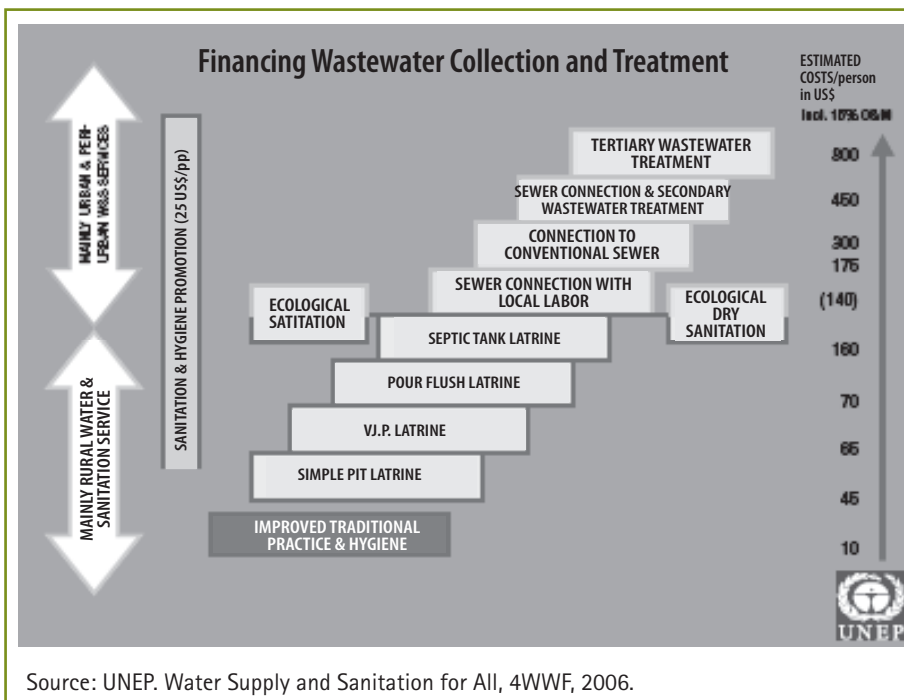 Financing Wastewater Collection and Treatment
ESTIMATED
COSTS/person
in US$
Incl. 10% O&M
MAINLY URBAN & PERI-
URBAN W&S SERVICES
MAINLY RURAL WATER &
SANITATION SERVICE
SANITATION & HYGIENE PROMOTION (25 US$/pp)
TERTIARY WASTEWATER
TREATMENT
800
SEWER CONNECTION & SECONDARY
WASTEWATER TREATMENT
450
CONNECTION TO
CONVENTIONAL SEWER
300
175
SEWER CONNECTION WITH
LOCAL LABOR
(140)
ECOLOGICAL
SATITATION
ECOLOGICAL
DRY
SANITATION
SEPTIC TANK LATRINE
160
POUR FLUSH LATRINE
70
VJ.P. LATRINE
65
SIMPLE PIT LATRINE
45
IMPROVED TRADITIONAL
PRACTICE & HYGIENE
10
UNEP
Source: UNEP. Water Supply and Sanitation for All, 4WWF, 2006.